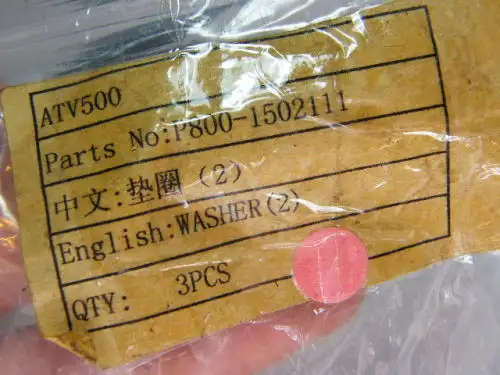 ATV500
Parts No:P800-1502111
中文:垫圈 (2)
English:WASHER(2)
QTY: 3PCS